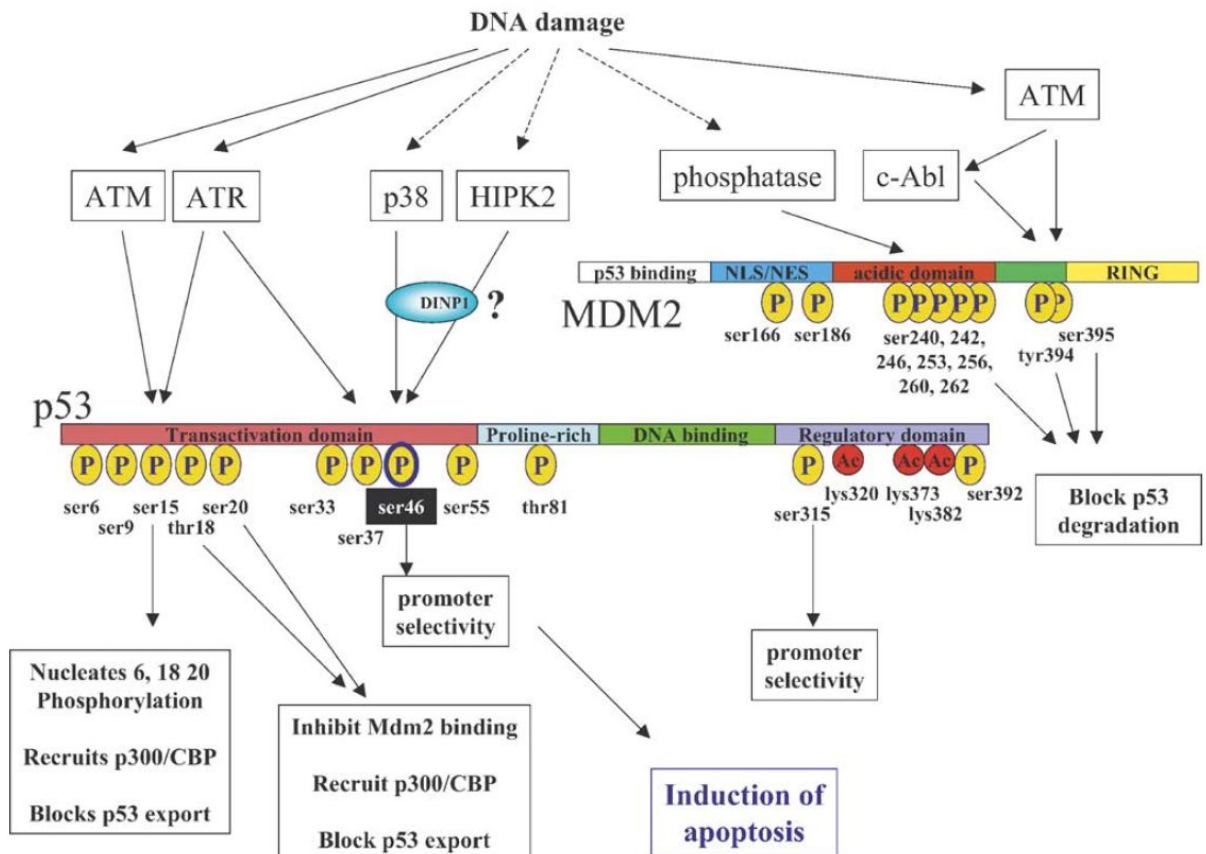 DNA damage
ATM
ATM
ATR
p38
HIPK2
phosphatase
c-Abl
p53 binding
NLS/NES
acidic domain
RING
DINP1
?
MDM2
P
P
P
P
P
P
P
P
P
ser166
ser186
ser240, 242,
246, 253, 256,
260, 262
ser395
tyr394
p53
Transactivation domain
Proline-rich
DNA binding
Regulatory domain
P
P
P
P
P
P
P
P
P
P
P
Ac
Ac
Ac
P
ser6
ser9
ser15
thr18
ser20
ser33
ser37
ser46
ser55
thr81
ser315
lys320
lys373
lys382
ser392
Block p53
degradation
promoter
selectivity
promoter
selectivity
Nucleates 6, 18 20
Phosphorylation
Recruits p300/CBP
Blocks p53 export
Inhibit Mdm2 binding
Recruit p300/CBP
Block p53 export
Induction of
apoptosis